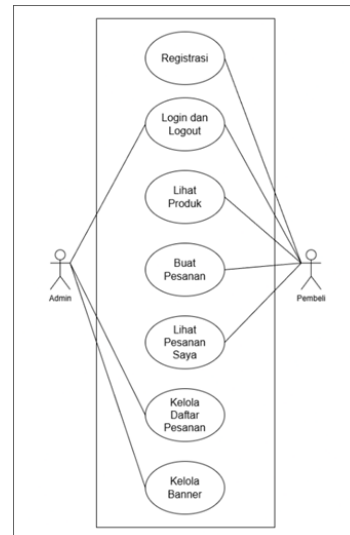 Registrasi
Login dan
Logout
Lihat
Produk
Buat
Pesanan
Admin
Pembeli
Lihat
Pesanan
Saya
Kelola
Daftar
Pesanan
Kelola
Banner